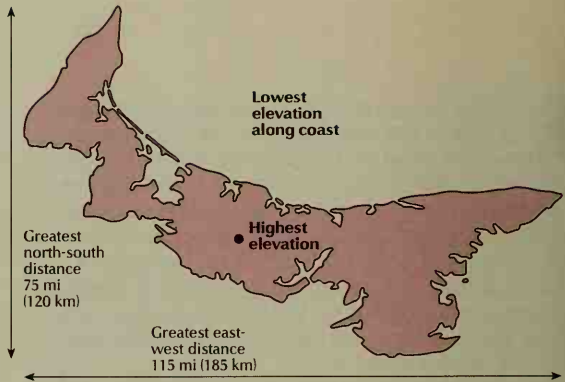 Lowest
elevation
along coast
Highest
elevation
Greatest
north-south
distance
75 mi
(120 km)
Greatest east-
west distance
115 mi (185 km)